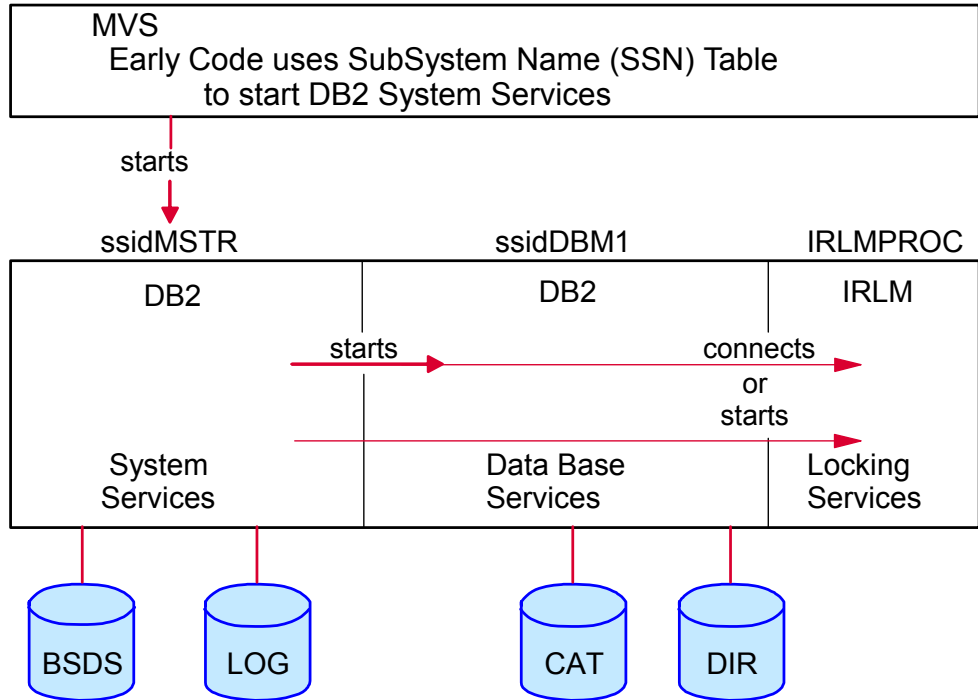 MVS
Early Code uses SubSystem Name (SSN) Table
to start DB2 System Services
starts
ssidMSTR
ssidDBM1
IRLMPROC
DB2
DB2
IRLM
starts
connects
or
starts
System
Services
Data Base
Services
Locking
Services
BSDS
LOG
CAT
DIR